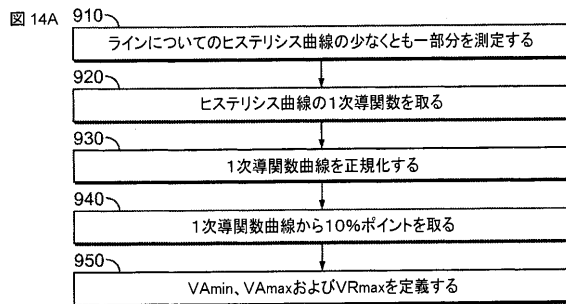 図 14A
910
ラインについてのヒステリシス曲線の少なくとも一部分を測定する
920
ヒステリシス曲線の1次導関数を取る
930
1次導関数曲線を正規化する
940
1次導関数曲線から10%ポイントを取る
950
VAmin、VAmaxおよびVRmaxを定義する